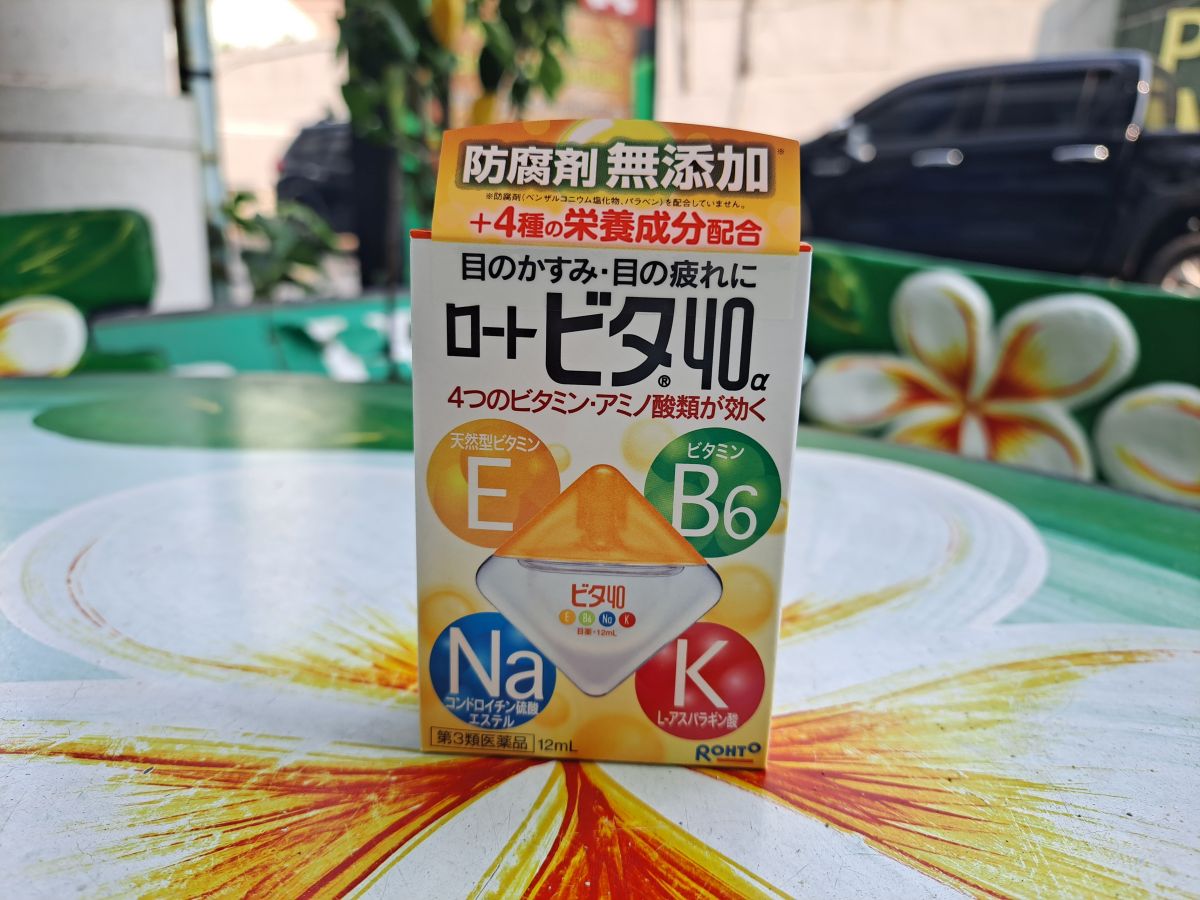 防腐剤 無添加※
※防腐剤(ベンザルコニウム塩化物、パラベン)を配合していません。
+4種の栄養成分配合
目のかすみ・目の疲れに
ロートビタ40α®
4つのビタミン・アミノ酸類が効く
天然型ビタミン
E
ビタミン
B6
ビタ40
E B6 Na K
目薬・12mL
Na
コンドロイチン硫酸
エステル
K
L-アスパラギン酸
第3類医薬品 12mL
ROHTO